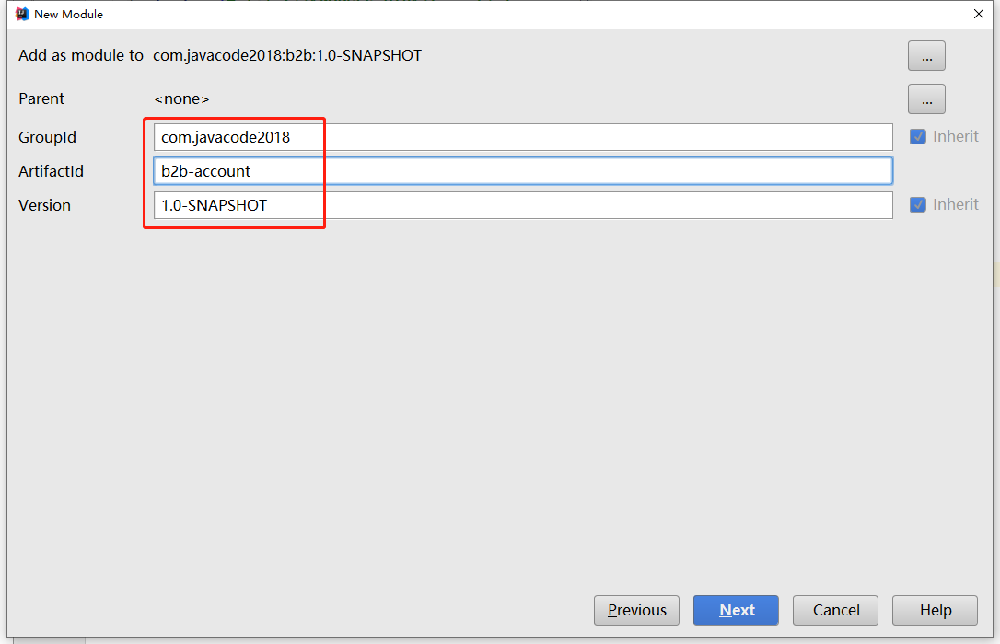 New Module
Add as module to com.javacode2018:b2b:1.0-SNAPSHOT ...
Parent <none> ...
GroupId com.javacode2018 Inherit
ArtifactId b2b-account
Version 1.0-SNAPSHOT Inherit
Previous Next Cancel Help